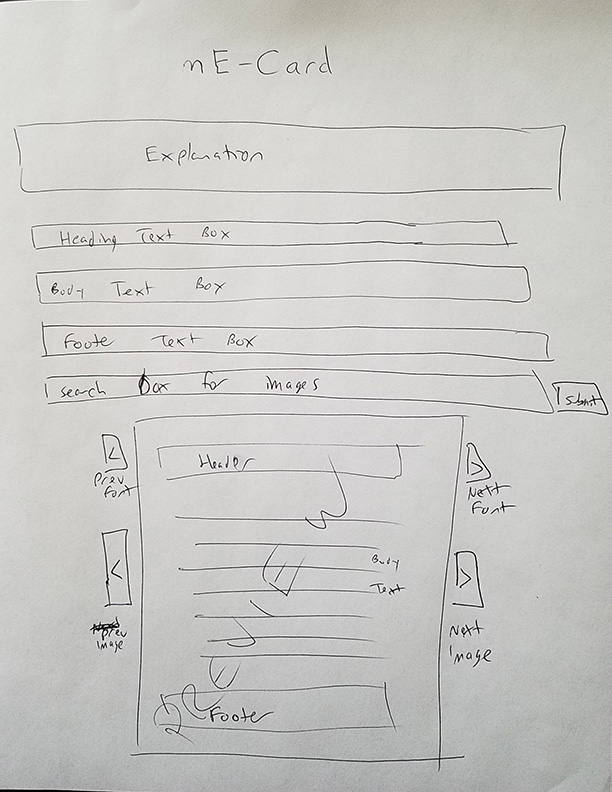 nE-Card
Explanation
Heading Text Box
Body Text Box
Footer Text Box
search box for images
submit
<
Prev
Font
Header
>
Next
Font
Body
Text
<
prev
image
>
Next
Image
Footer